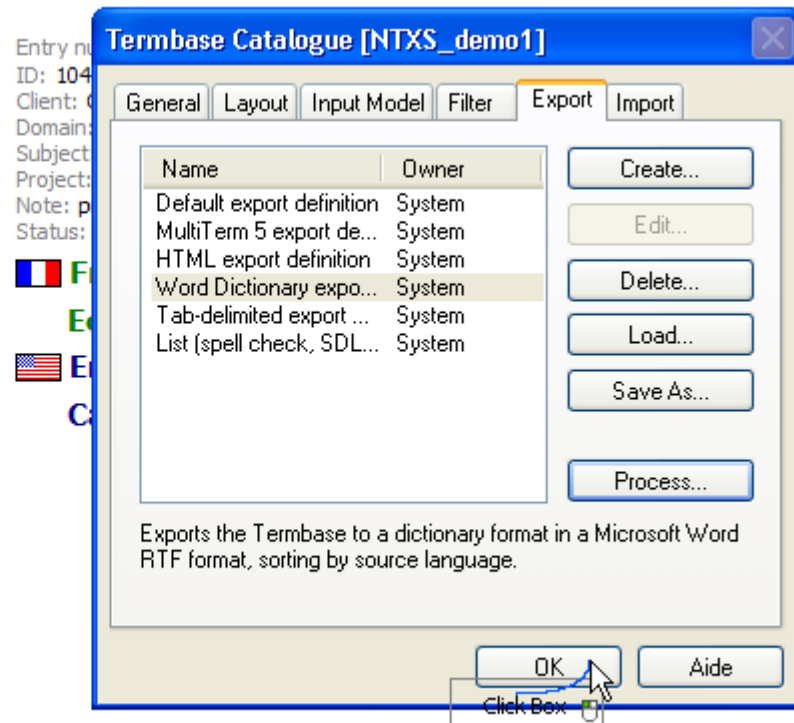 Termbase Catalogue [NTXS_demo1]
Entry
ID: 104
Client:
Domain:
Subject
Project:
Note:
Status:
General Layout Input Model Filter Export Import
Name Owner
Default export definition System
MultiTerm 5 export de... System
HTML export definition System
Word Dictionary expo... System
Tab-delimited export ... System
List (spell check, SDL... System
Create...
Edit...
Delete...
Load...
Save As...
Process...
Exports the Termbase to a dictionary format in a Microsoft Word
RTF format, sorting by source language.
OK Aide
Click Box